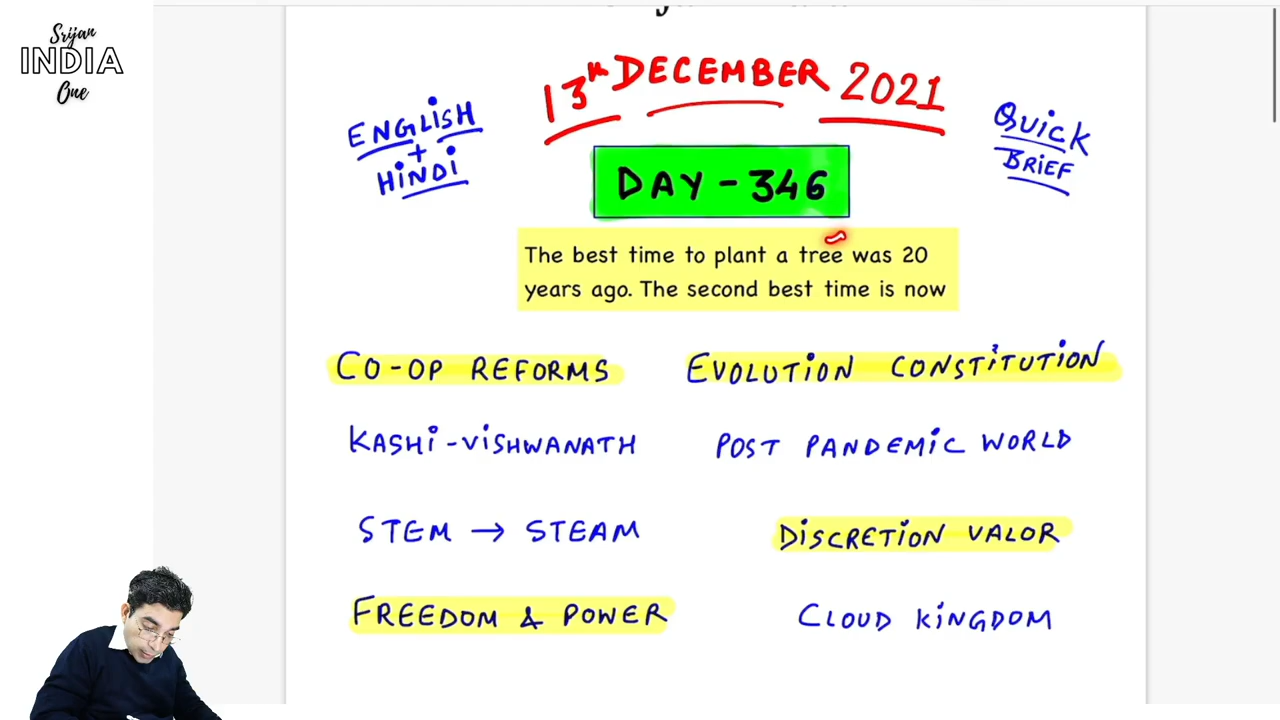 Srijan
INDIA
One
13th DECEMBER 2021
ENGLISH
+
HINDI
QUICK
BRIEF
DAY - 346
The best time to plant a tree was 20
years ago. The second best time is now
CO-OP REFORMS
EVOLUTION CONSTITUTION
KASHI-VISHWANATH
POST PANDEMIC WORLD
STEM → STEAM
DISCRETION VALOR
FREEDOM & POWER
CLOUD KINGDOM